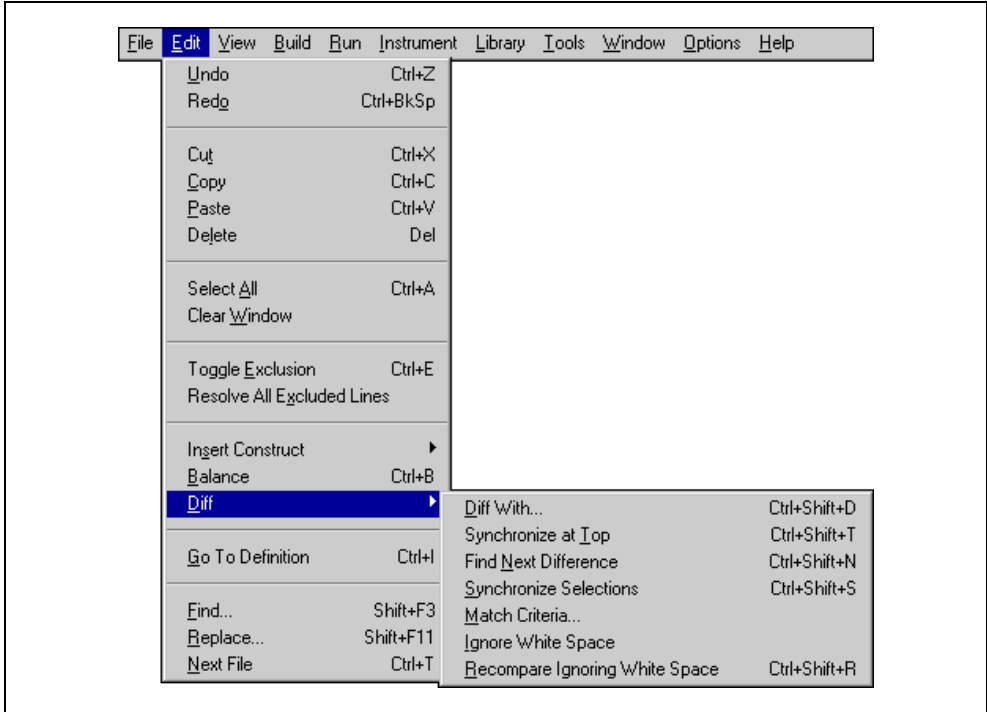 File Edit View Build Run Instrument Library Tools Window Options Help
Undo Ctrl+Z
Redo Ctrl+BkSp
Cut Ctrl+X
Copy Ctrl+C
Paste Ctrl+V
Delete Del
Select All Ctrl+A
Clear Window
Toggle Exclusion Ctrl+E
Resolve All Excluded Lines
Insert Construct
Balance Ctrl+B
Diff
Go To Definition Ctrl+I
Find... Shift+F3
Replace... Shift+F11
Next File Ctrl+T
Diff With... Ctrl+Shift+D
Synchronize at Top Ctrl+Shift+T
Find Next Difference Ctrl+Shift+N
Synchronize Selections Ctrl+Shift+S
Match Criteria...
Ignore White Space
Recompare Ignoring White Space Ctrl+Shift+R